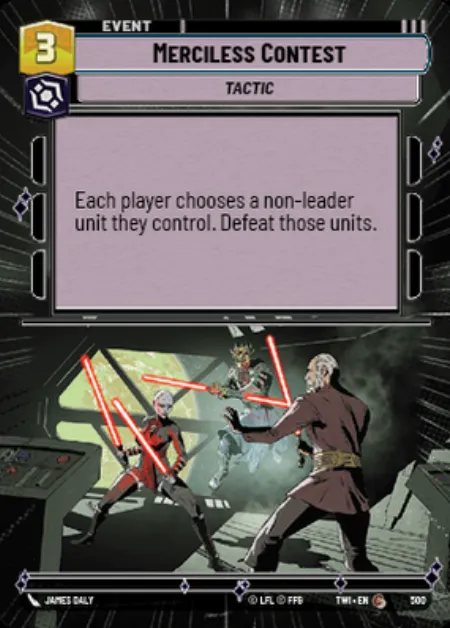 EVENT
3
MERCILESS CONTEST
TACTIC
Each player chooses a non-leader
unit they control. Defeat those units.
JAMES DALY
© LFL © FFG
TWI • EN
500